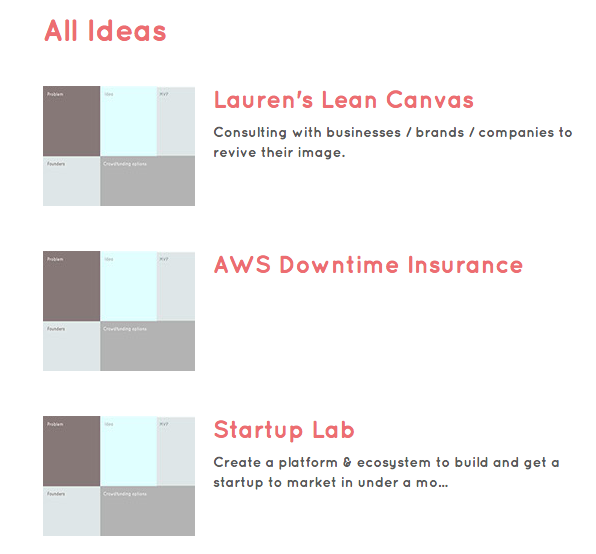 All Ideas
Problem
Idea
MVP
Founders
Crowdfunding options
Lauren's Lean Canvas
Consulting with businesses / brands / companies to
revive their image.
Problem
Idea
MVP
Founders
Crowdfunding options
AWS Downtime Insurance
Problem
Idea
MVP
Founders
Crowdfunding options
Startup Lab
Create a platform & ecosystem to build and get a
startup to market in under a mo...